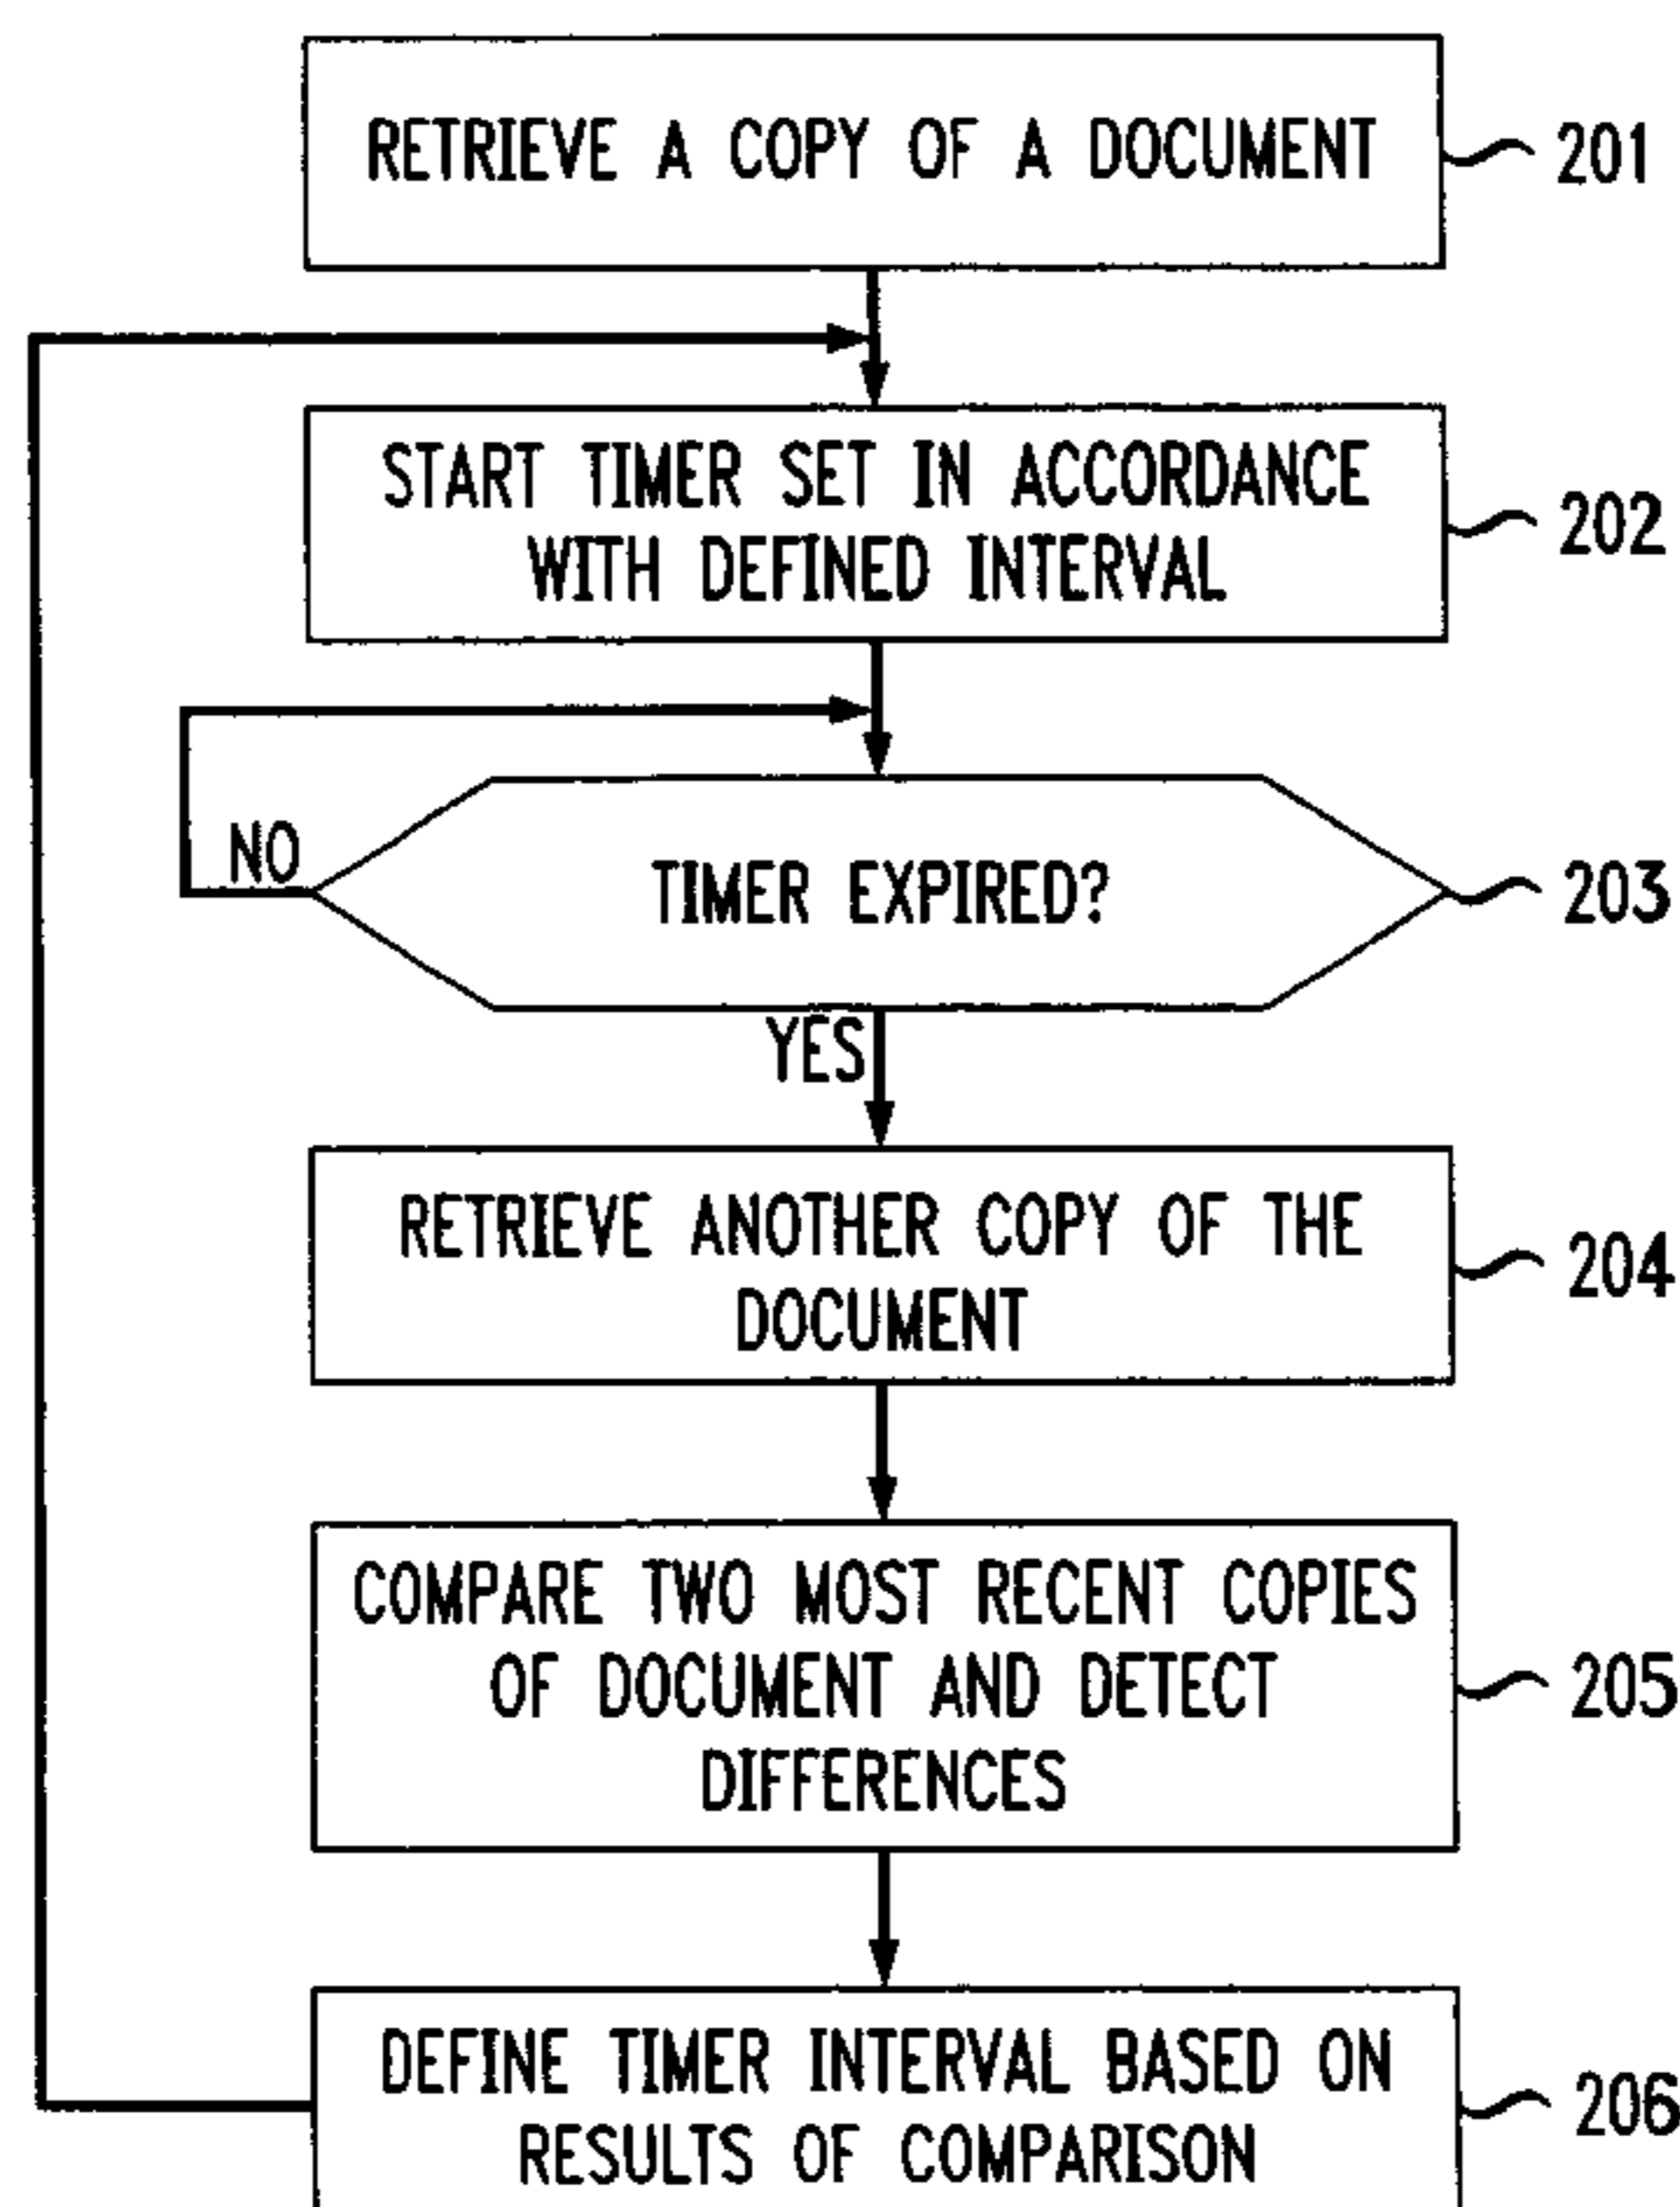 RETRIEVE A COPY OF A DOCUMENT
201
START TIMER SET IN ACCORDANCE
WITH DEFINED INTERVAL
202
NO
TIMER EXPIRED?
203
YES
RETRIEVE ANOTHER COPY OF THE
DOCUMENT
204
COMPARE TWO MOST RECENT COPIES
OF DOCUMENT AND DETECT
DIFFERENCES
205
DEFINE TIMER INTERVAL BASED ON
RESULTS OF COMPARISON
206